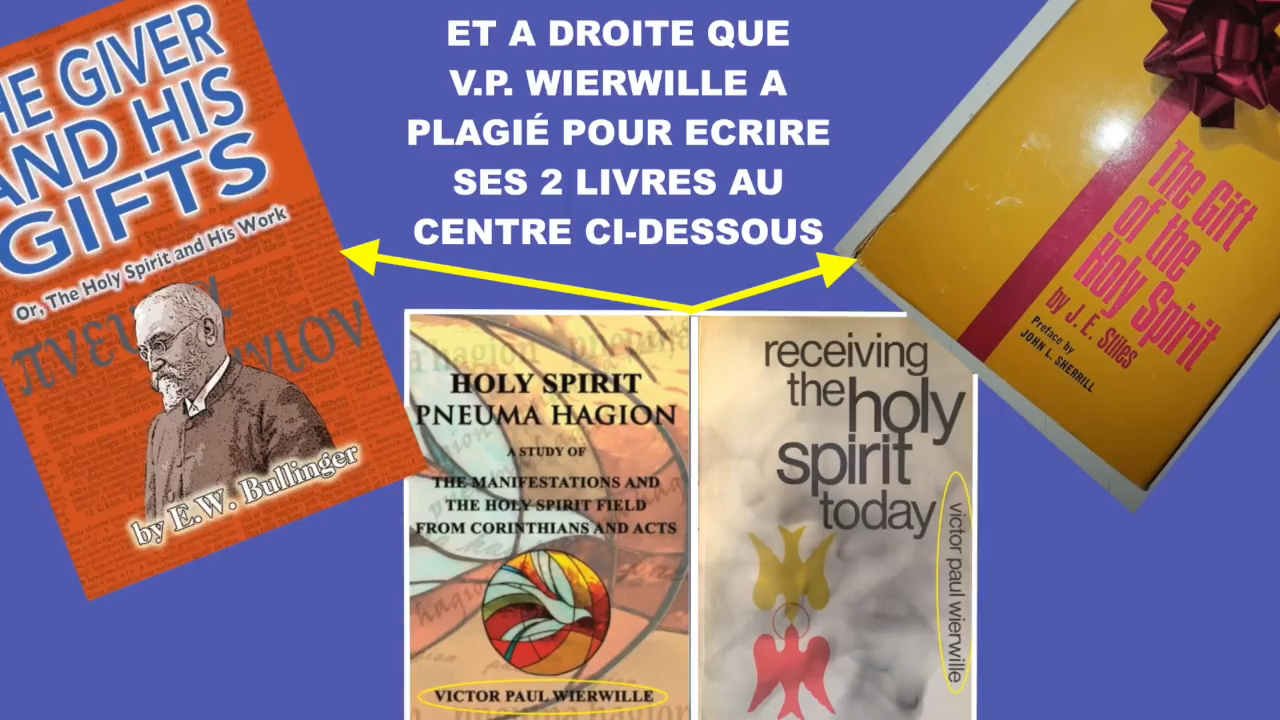 ET A DROITE QUE
V.P. WIERWILLE A
PLAGIÉ POUR ECRIRE
SES 2 LIVRES AU
CENTRE CI-DESSOUS
HE GIVER
AND HIS
GIFTS
Or, The Holy Spirit and His Work
by E.W. Bullinger
The Gift
of the
Holy Spirit
by J. E. Stiles
Preface by
JOHN L. SHERRILL
HOLY SPIRIT
PNEUMA HAGION
A STUDY OF
THE MANIFESTATIONS AND
THE HOLY SPIRIT FIELD
FROM CORINTHIANS AND ACTS
VICTOR PAUL WIERWILLE
receiving
the holy
spirit
today
victor paul wierwille